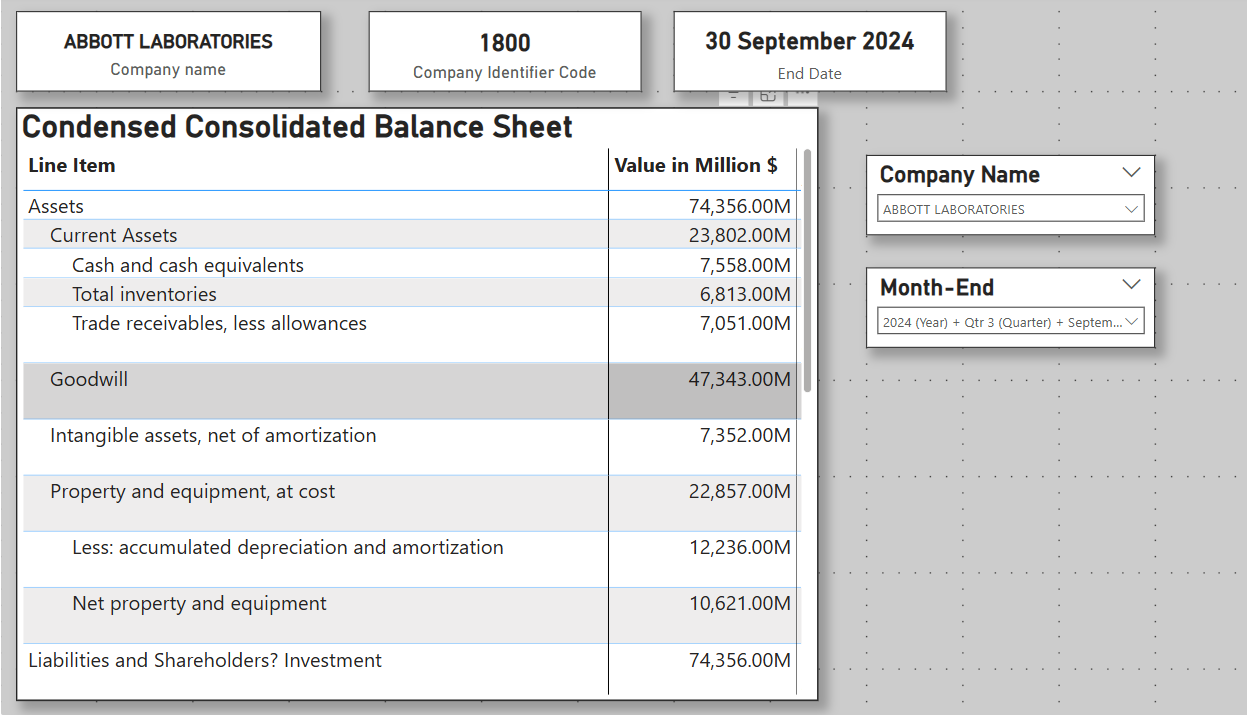 ABBOTT LABORATORIES
Company name
1800
Company Identifier Code
30 September 2024
End Date
Condensed Consolidated Balance Sheet
Line Item Value in Million $
Assets 74,356.00M
Current Assets 23,802.00M
Cash and cash equivalents 7,558.00M
Total inventories 6,813.00M
Trade receivables, less allowances 7,051.00M
Goodwill 47,343.00M
Intangible assets, net of amortization 7,352.00M
Property and equipment, at cost 22,857.00M
Less: accumulated depreciation and amortization 12,236.00M
Net property and equipment 10,621.00M
Liabilities and Shareholders? Investment 74,356.00M
Company Name
ABBOTT LABORATORIES
Month-End
2024 (Year) + Qtr 3 (Quarter) + Septem...